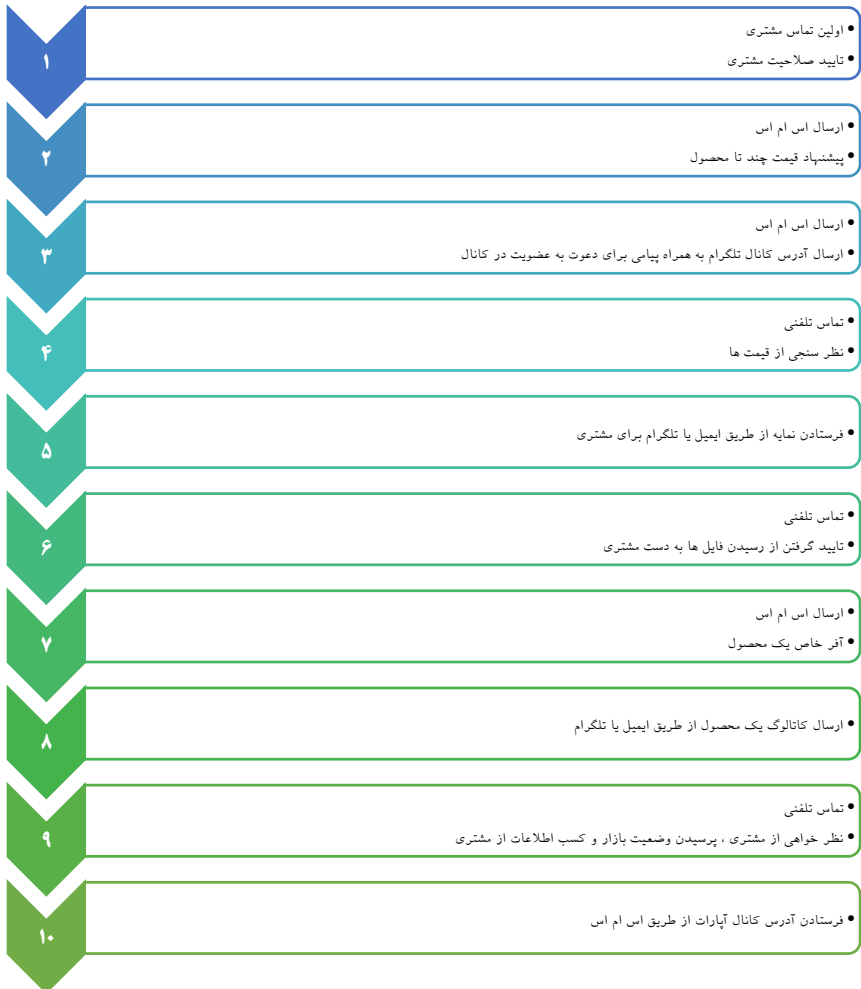 ۱
• اولین تماس مشتری
• تایید صلاحیت مشتری
۲
• ارسال اس ام اس
• پیشنهاد قیمت چند تا محصول
۳
• ارسال اس ام اس
• ارسال آدرس کانال تلگرام به همراه پیامی برای دعوت به عضویت در کانال
۴
• تماس تلفنی
• نظر سنجی از قیمت ها
۵
• فرستادن نمایه از طریق ایمیل یا تلگرام برای مشتری
۶
• تماس تلفنی
• تایید گرفتن از رسیدن فایل ها به دست مشتری
۷
• ارسال اس ام اس
• آفر خاص یک محصول
۸
• ارسال کاتالوگ یک محصول از طریق ایمیل یا تلگرام
۹
• تماس تلفنی
• نظر خواهی از مشتری ، پرسیدن وضعیت بازار و کسب اطلاعات از مشتری
۱۰
• فرستادن آدرس کانال آپارات از طریق اس ام اس